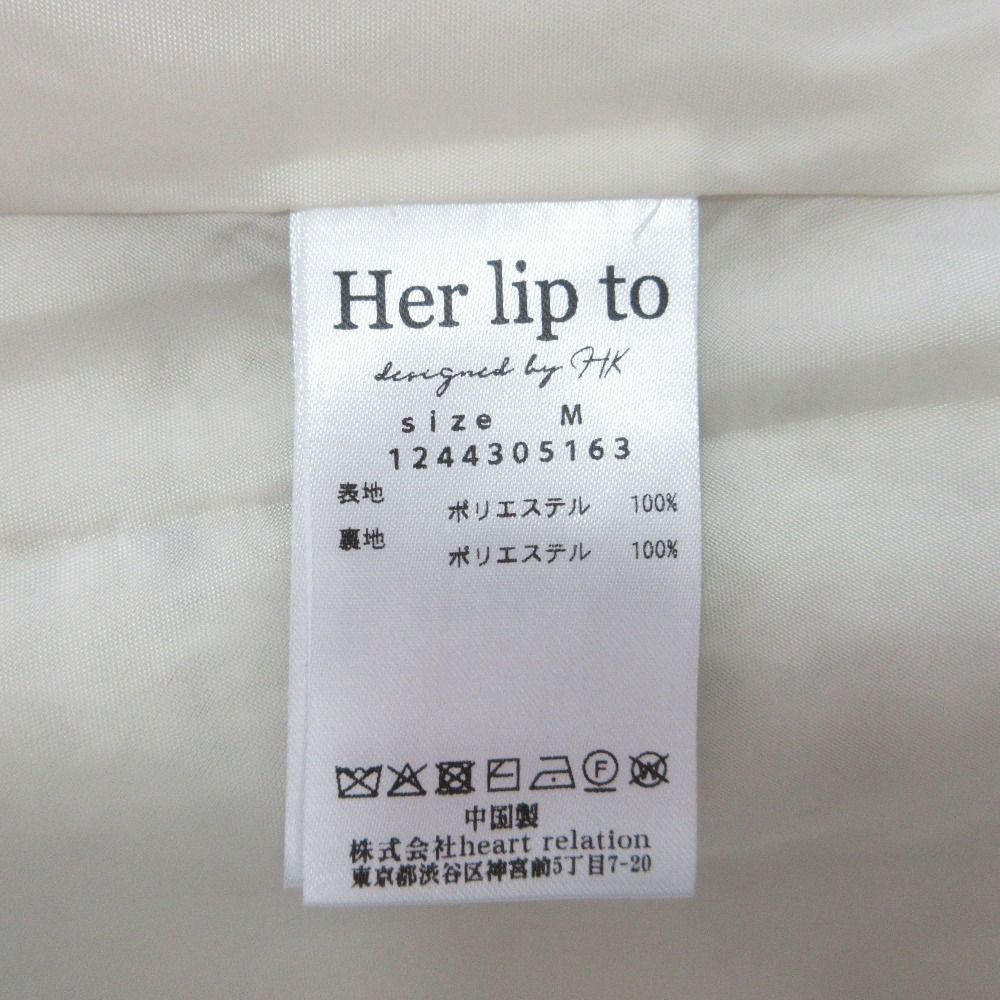 Her lip to
designed by HK
size M
1244305163
表地 ポリエステル 100%
裏地 ポリエステル 100%
F W
中国製
株式会社heart relation
東京都渋谷区神宮前5丁目7-20